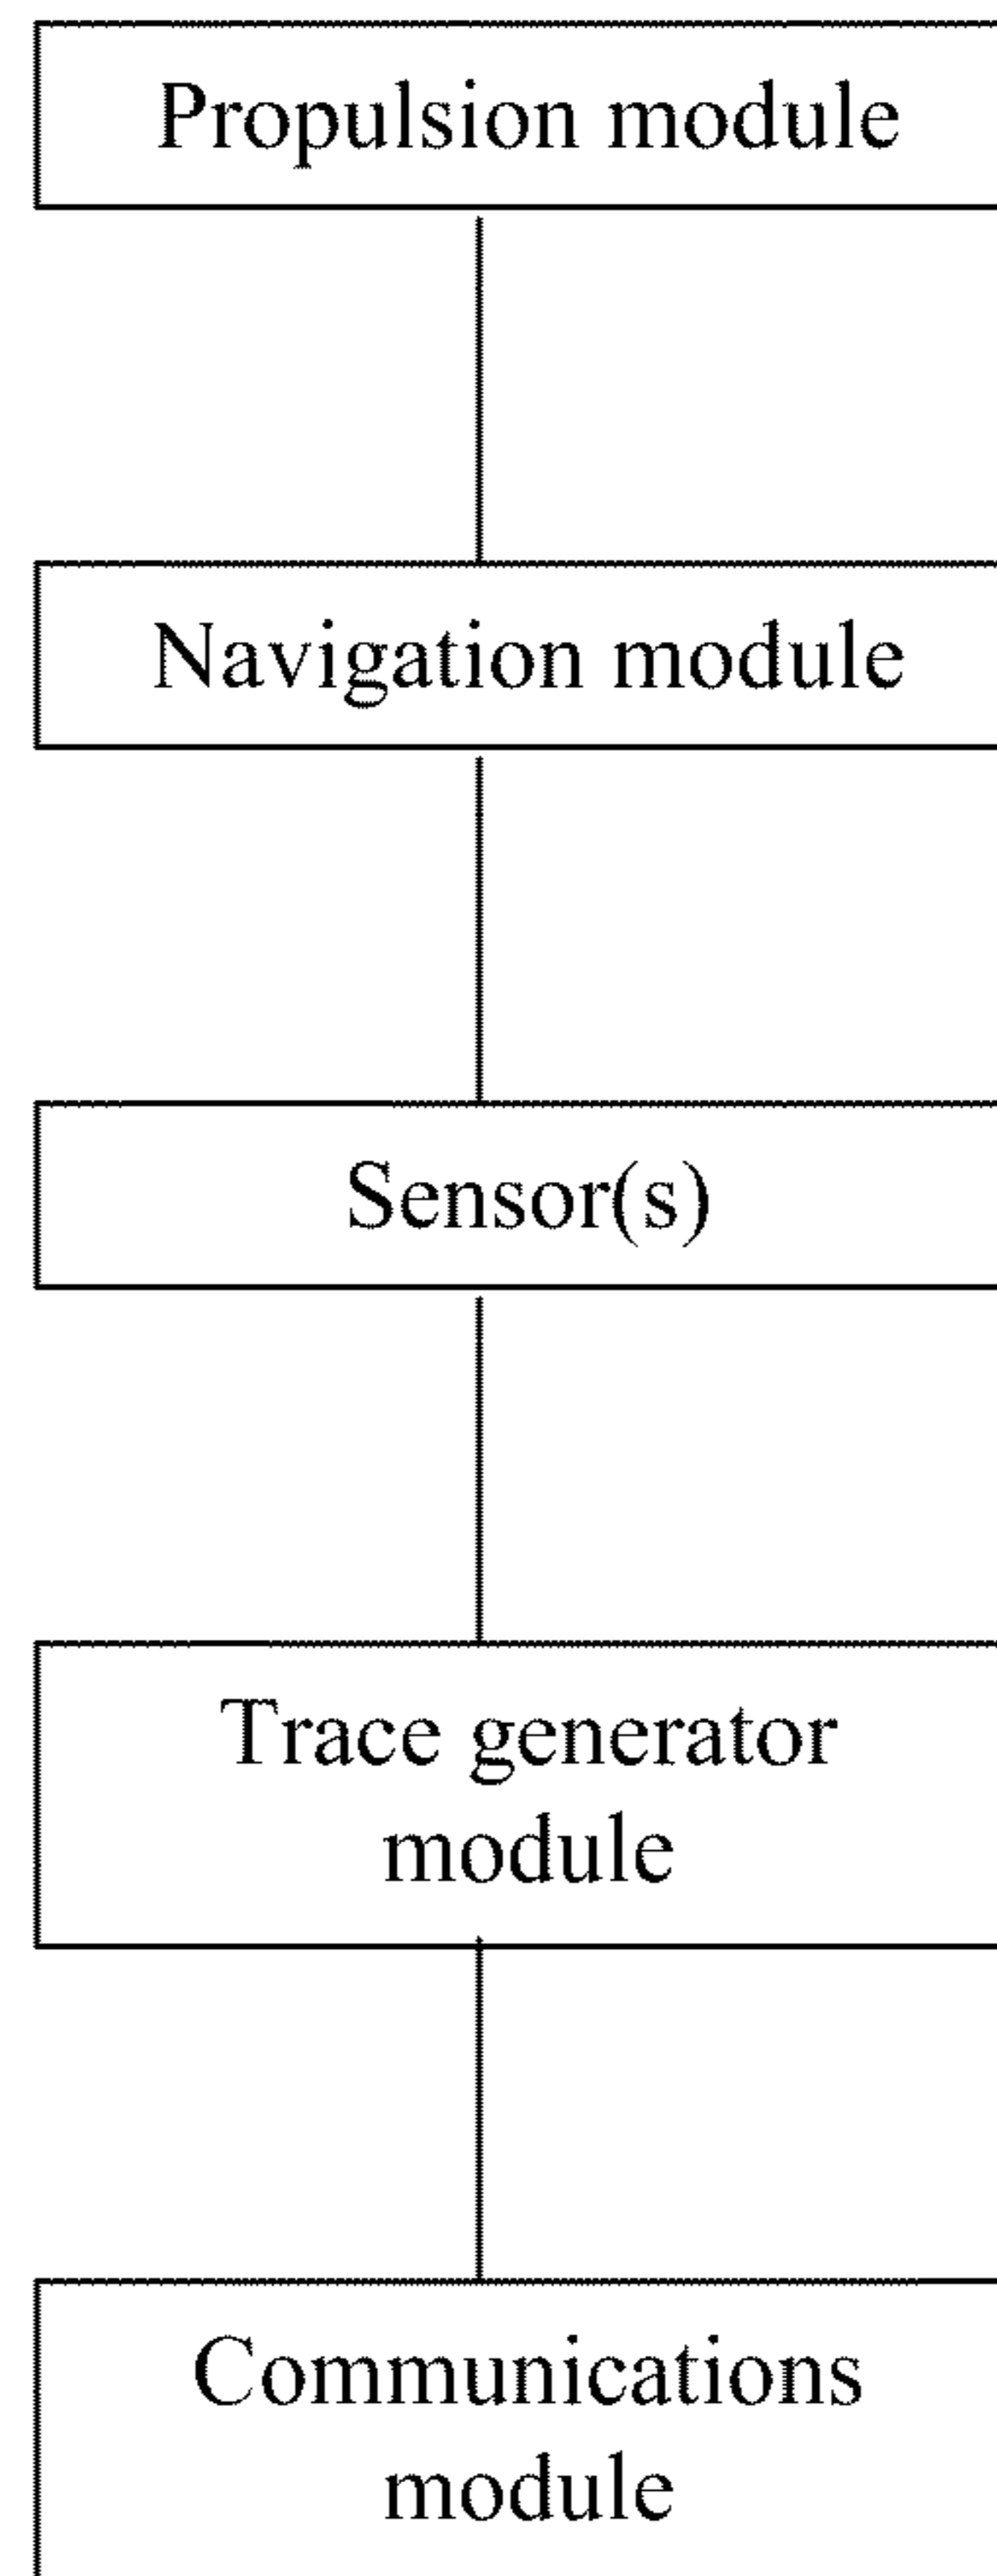 Propulsion module
Navigation module
Sensor(s)
Trace generator
module
Communications
module